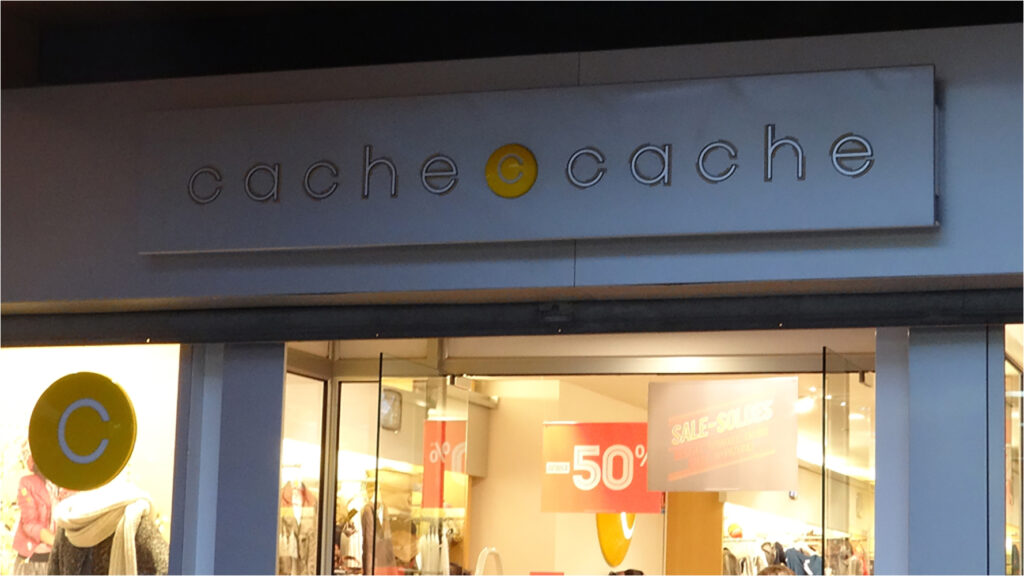 cache c cache
C
%
50%
SALE-SOLDES